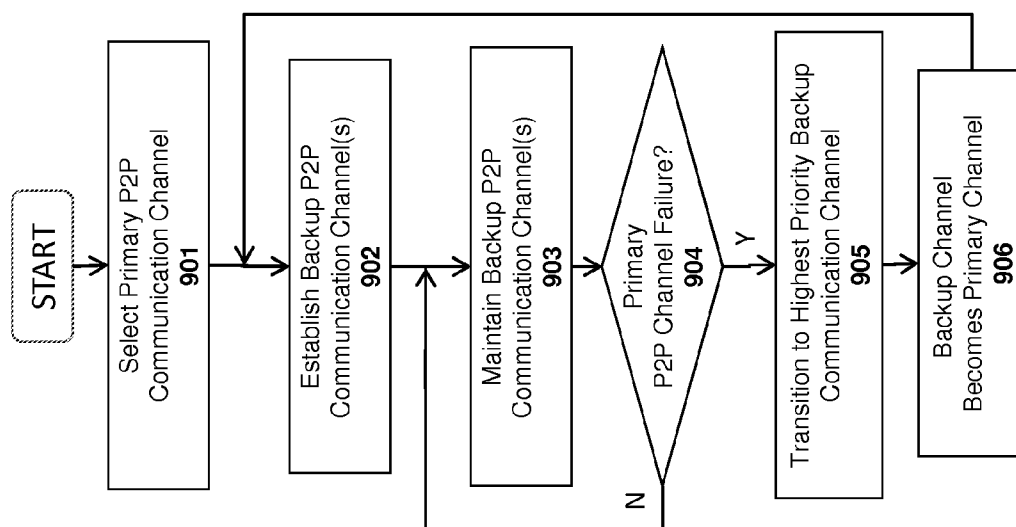 START
Select Primary P2P
Communication Channel
901
Establish Backup P2P
Communication Channel(s)
902
Maintain Backup P2P
Communication Channel(s)
903
Primary
P2P Channel Failure?
904
N
Y
Transition to Highest Priority Backup
Communication Channel
905
Backup Channel
Becomes Primary Channel
906